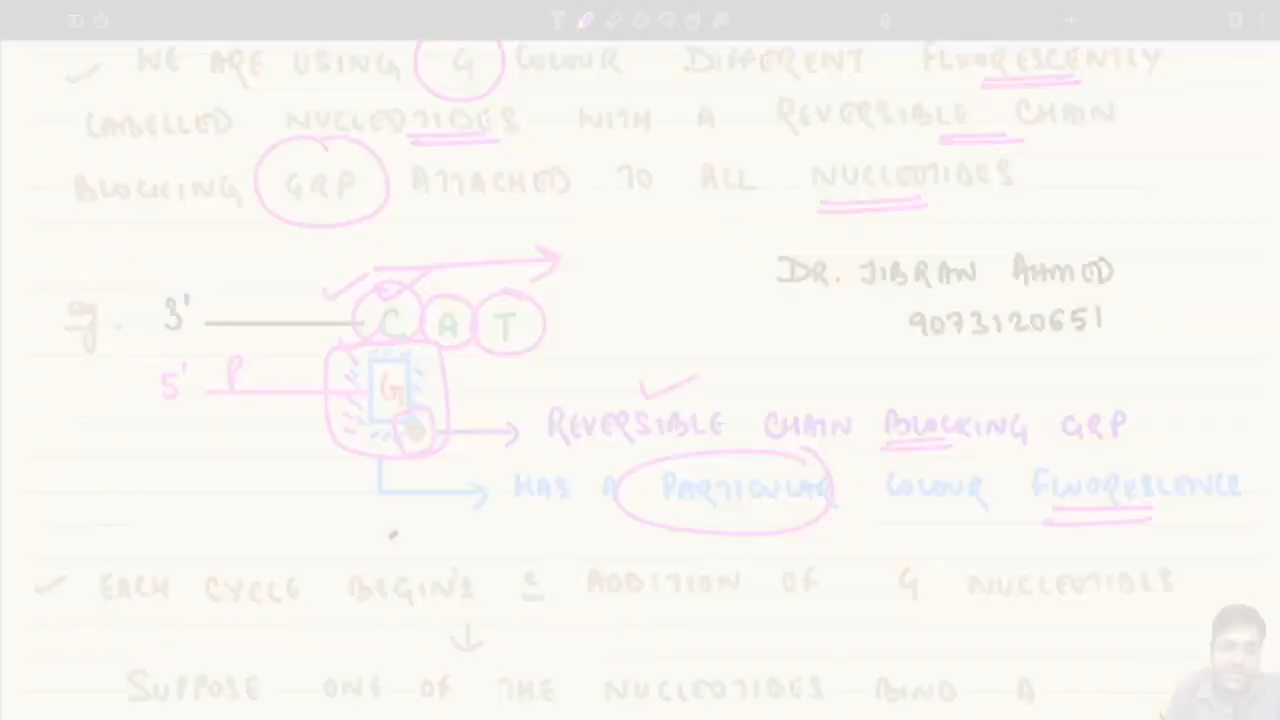 WE ARE USING 4 COLOUR DIFFERENT FLUORESCENTLY
LABELLED NUCLEOTIDES WITH A REVERSIBLE CHAIN
BLOCKING GRP ATTACHED TO ALL NUCLEOTIDES
DR. JIBRAN AHMED
9073120651
eg. 3' C A T
5' P G
REVERSIBLE CHAIN BLOCKING GRP
HAS A PARTICULAR COLOUR FLUORESCENCE
EACH CYCLE BEGINS c̄ ADDITION OF 4 NUCLEOTIDES
SUPPOSE ONE OF THE NUCLEOTIDES BIND A